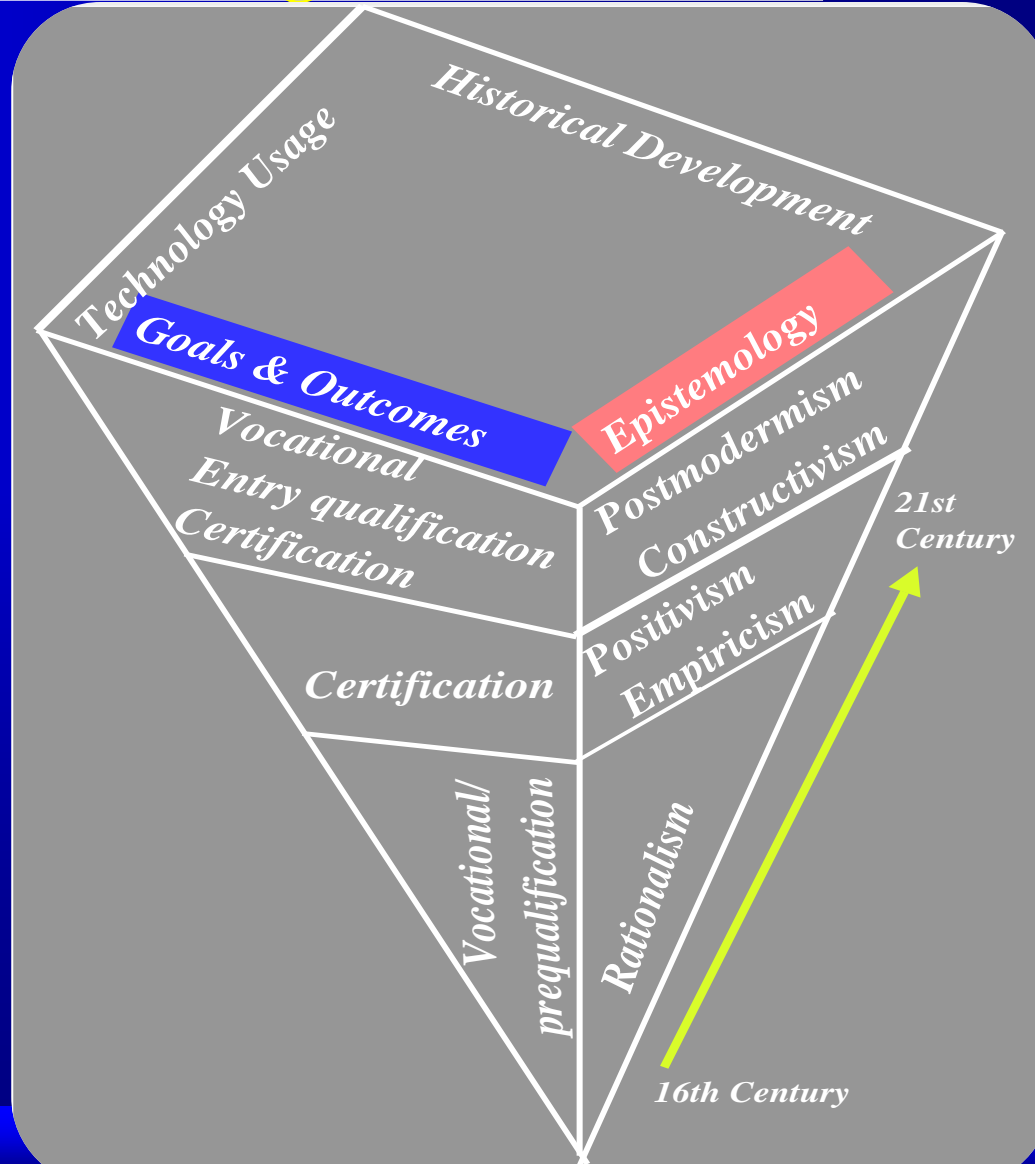 Historical Development
Technology Usage
Goals & Outcomes
Epistemology
Vocational
Entry qualification
Certification
Postmodermism
Constructivism
21st
Century
Certification
Positivism
Empiricism
Vocational/
prequalification
Rationalism
16th Century